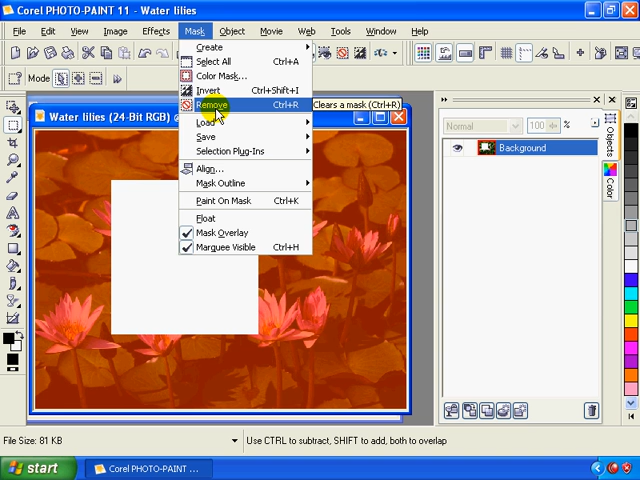 Corel PHOTO-PAINT 11 - Water lilies
File Edit View Image Effects Mask Object Movie Web Tools Window
Mode
Create
Select All Ctrl+A
Color Mask...
Invert Ctrl+Shift+I
Remove Ctrl+R
Clears a mask (Ctrl+R)
Load
Save
Selection Plug-Ins
Align...
Mask Outline
Paint On Mask Ctrl+K
Float
Mask Overlay
Marquee Visible Ctrl+H
Water lilies (24-Bit RGB) @
Normal 100 %
Background
Objects
Color
File Size: 81 KB
Use CTRL to subtract, SHIFT to add, both to overlap
start
Corel PHOTO-PAINT ...